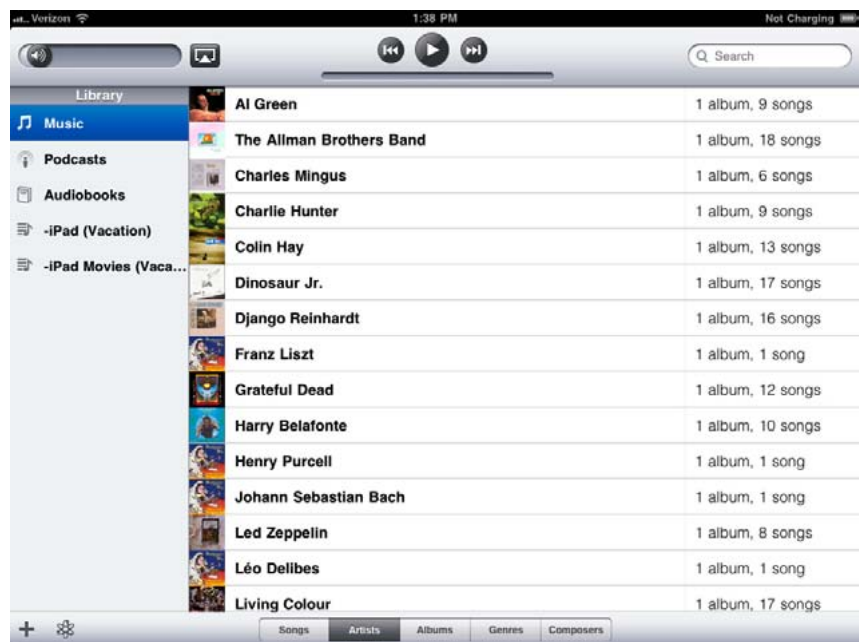 Verizon 1:38 PM Not Charging
Search
Library
Music
Podcasts
Audiobooks
-iPad (Vacation)
-iPad Movies (Vaca...
Al Green 1 album, 9 songs
The Allman Brothers Band 1 album, 18 songs
Charles Mingus 1 album, 6 songs
Charlie Hunter 1 album, 9 songs
Colin Hay 1 album, 13 songs
Dinosaur Jr. 1 album, 17 songs
Django Reinhardt 1 album, 16 songs
Franz Liszt 1 album, 1 song
Grateful Dead 1 album, 12 songs
Harry Belafonte 1 album, 10 songs
Henry Purcell 1 album, 1 song
Johann Sebastian Bach 1 album, 1 song
Led Zeppelin 1 album, 8 songs
Léo Delibes 1 album, 1 song
Living Colour 1 album, 17 songs
Songs Artists Albums Genres Composers